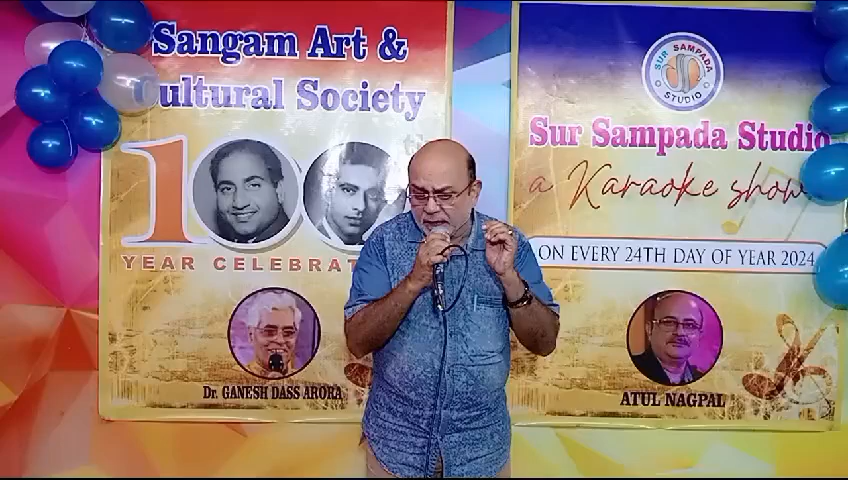 Sangam Art &
Cultural Society
100
YEAR CELEBRAT
Dr. GANESH DASS ARORA
SUR SAMPADA
STUDIO
Sur Sampada Studio
a Karaoke show
ON EVERY 24TH DAY OF YEAR 2024
ATUL NAGPAL